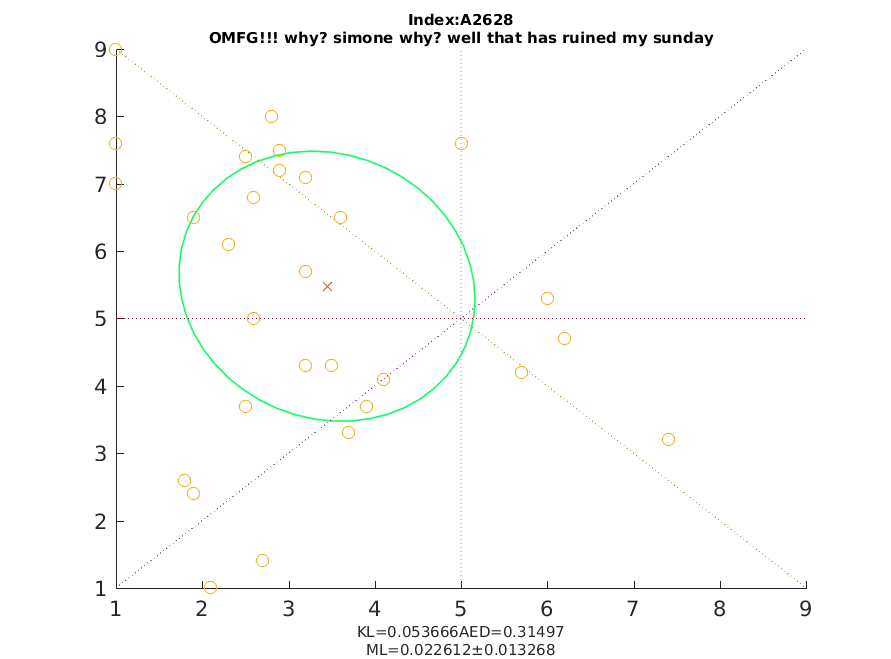 Index:A2628
OMFG!!! why? simone why? well that has ruined my sunday
9
8
7
6
5
4
3
2
1
1 2 3 4 5 6 7 8 9
KL=0.053666AED=0.31497
ML=0.022612±0.013268